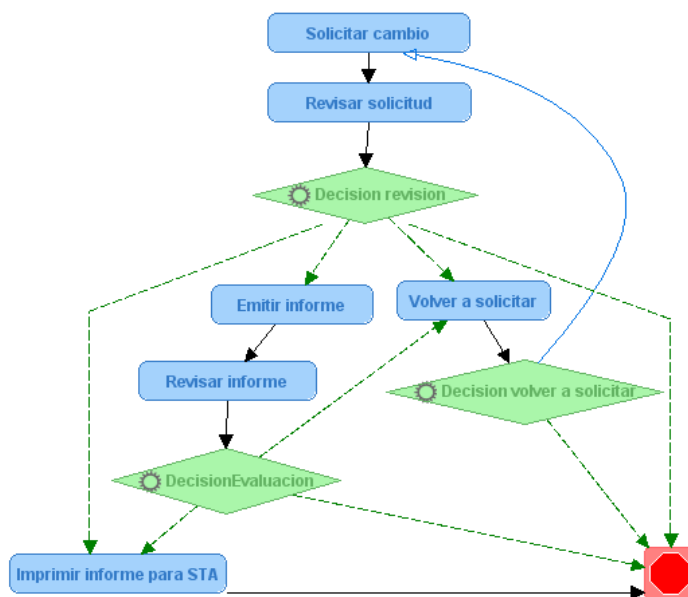 Solicitar cambio
Revisar solicitud
Decision revision
Emitir informe
Volver a solicitar
Revisar informe
Decision volver a solicitar
DecisionEvaluacion
Imprimir informe para STA